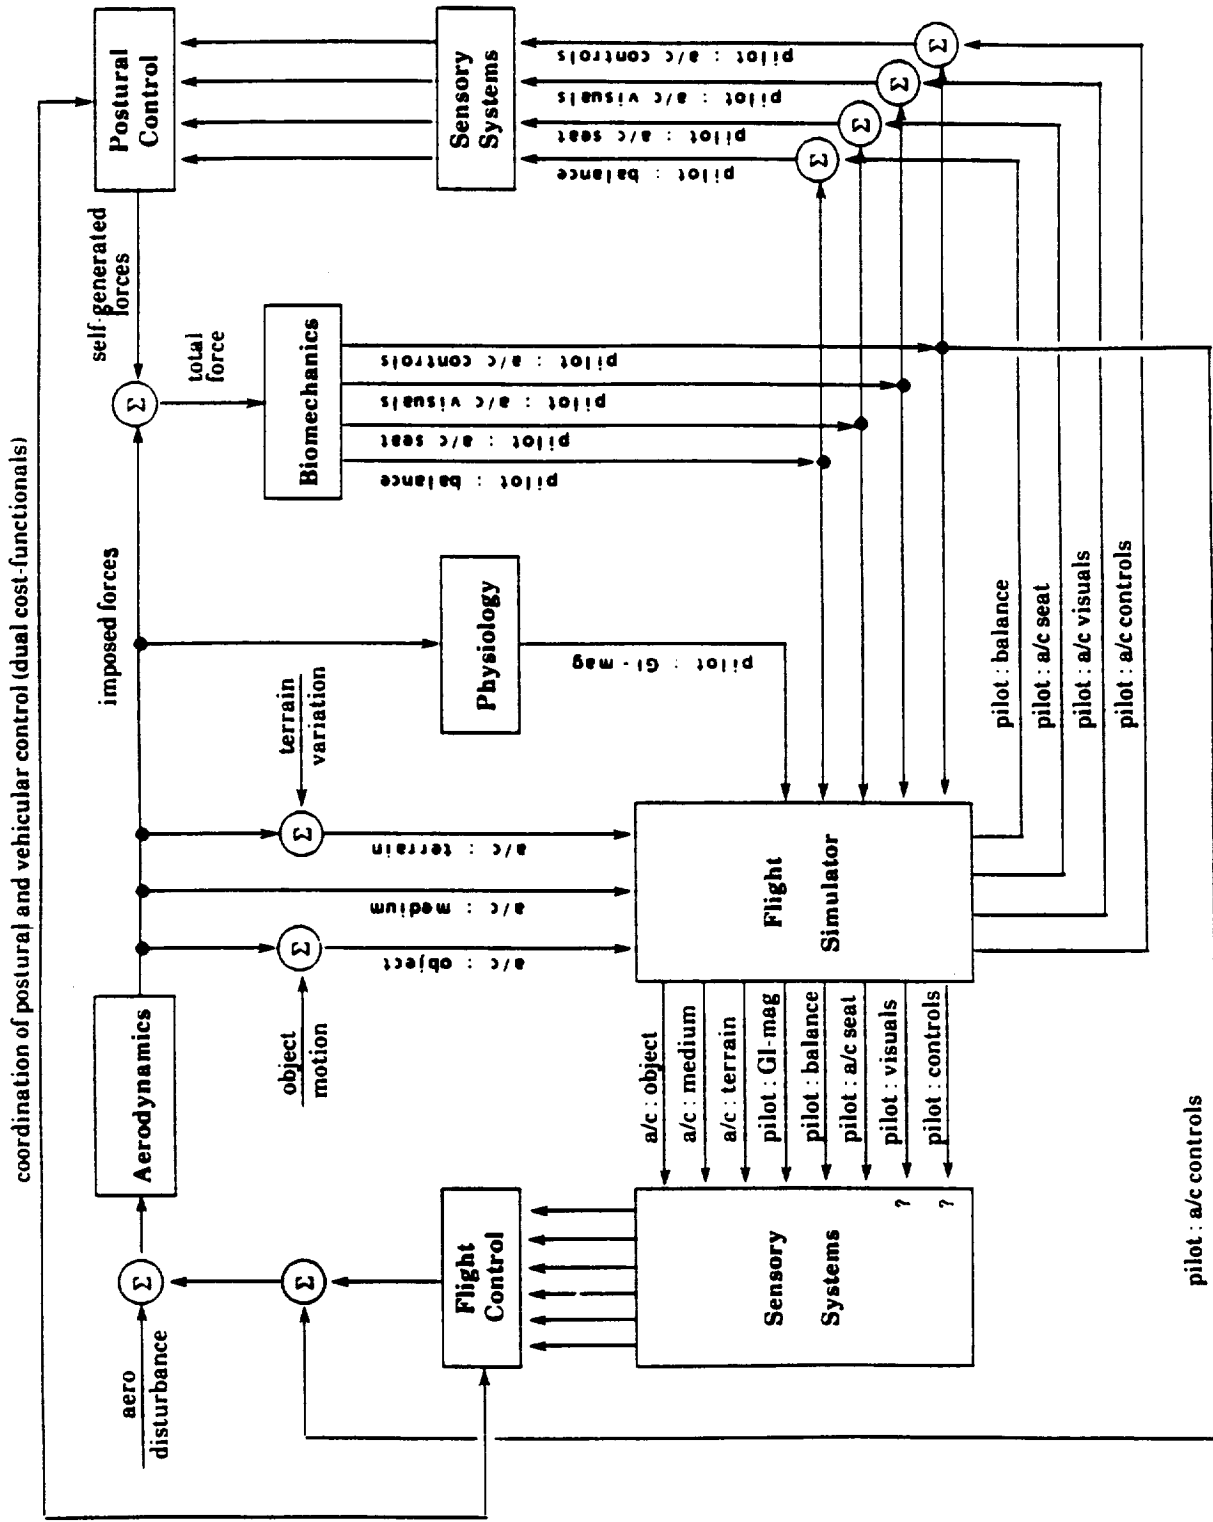 coordination of postural and vehicular control (dual cost-functionals)
aero
disturbance
Σ
Aerodynamics
imposed forces
Σ
self-generated
forces
Postural
Control
total
force
Σ
object
motion
Σ
a/c : object
a/c : medium
a/c : terrain
Σ
terrain
variation
Biomechanics
pilot : balance
pilot : a/c seat
pilot : a/c visuals
pilot : a/c controls
Flight
Control
Physiology
pilot : GI - mag
Sensory
Systems
pilot : balance
pilot : a/c seat
pilot : a/c visuals
pilot : a/c controls
Σ
Σ
Σ
Σ
Sensory
Systems
?
?
a/c : object
a/c : medium
a/c : terrain
pilot : GI-mag
pilot : balance
pilot : a/c seat
pilot : visuals
pilot : controls
Flight
Simulator
pilot : balance
pilot : a/c seat
pilot : a/c visuals
pilot : a/c controls
pilot : a/c controls